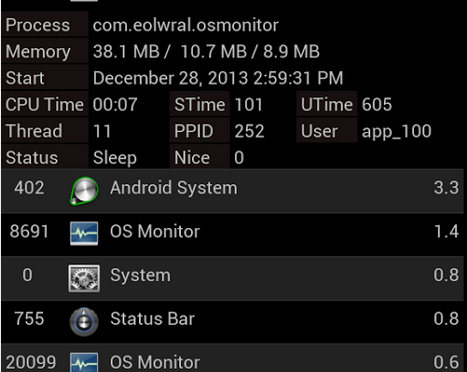 Process com.eolwral.osmonitor
Memory 38.1 MB / 10.7 MB / 8.9 MB
Start December 28, 2013 2:59:31 PM
CPU Time 00:07 STime 101 UTime 605
Thread 11 PPID 252 User app_100
Status Sleep Nice 0
402 Android System 3.3
8691 OS Monitor 1.4
0 System 0.8
755 Status Bar 0.8
20099 OS Monitor 0.6